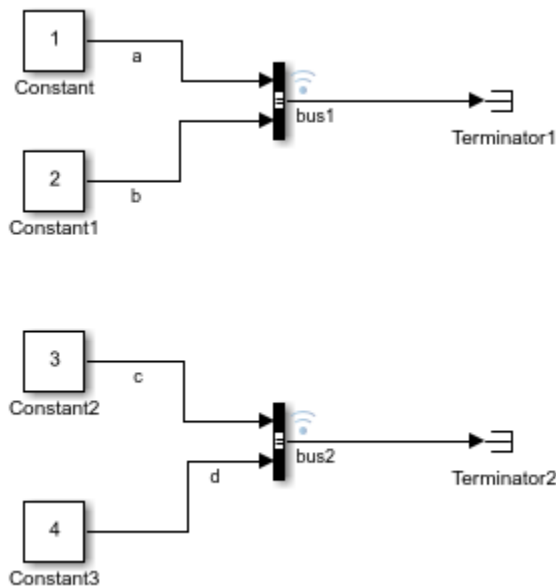 1
a
Constant
bus1
Terminator1
2
b
Constant1
3
c
Constant2
bus2
d
Terminator2
4
Constant3